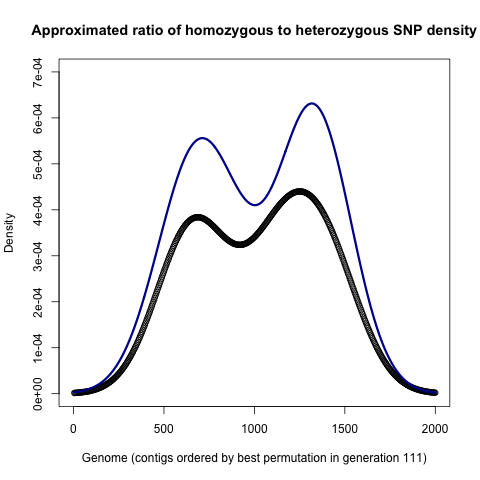 Approximated ratio of homozygous to heterozygous SNP density
7e-04
6e-04
5e-04
4e-04
3e-04
2e-04
1e-04
0e+00
Density
0 500 1000 1500 2000
Genome (contigs ordered by best permutation in generation 111)